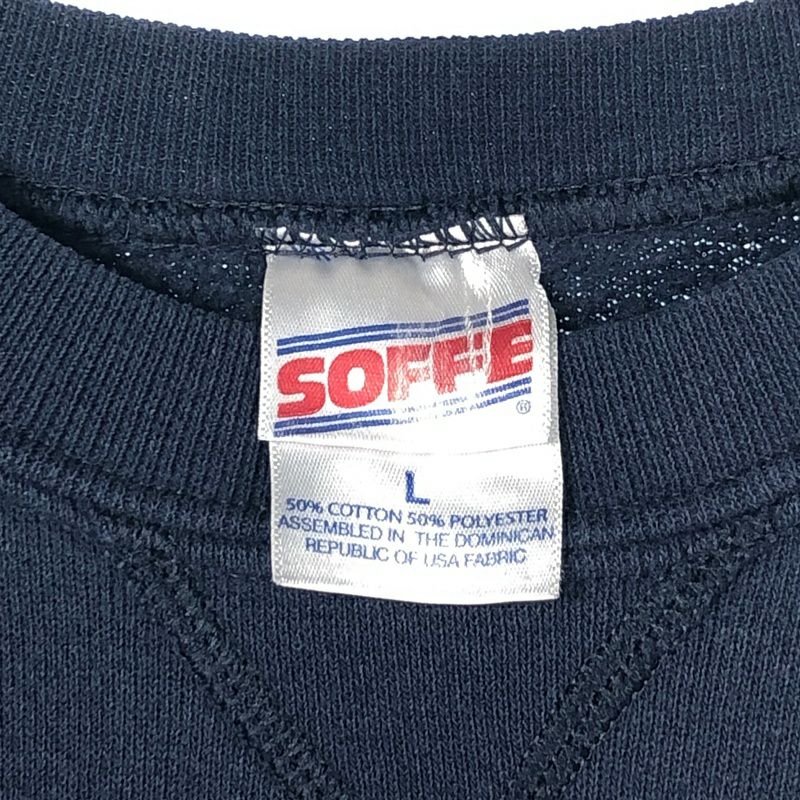 SOFFE
®
L
50% COTTON 50% POLYESTER
ASSEMBLED IN THE DOMINICAN
REPUBLIC OF USA FABRIC